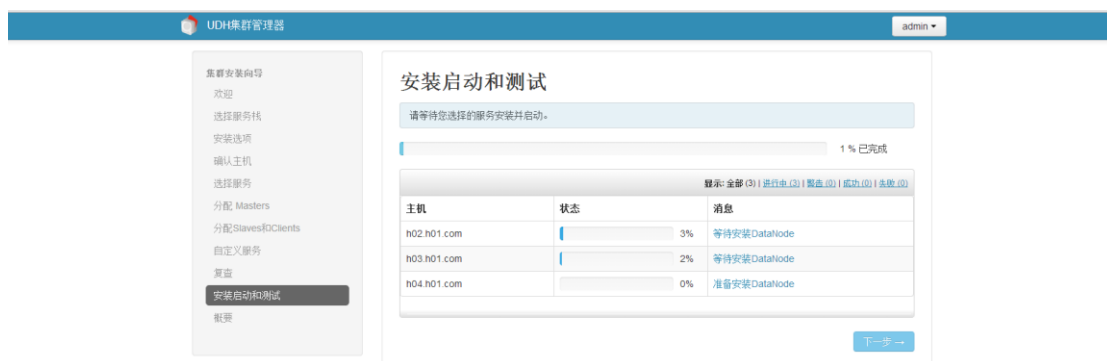 UDH集群管理器
admin
集群安装向导
欢迎
选择服务栈
安装选项
确认主机
选择服务
分配 Masters
分配Slaves和Clients
自定义服务
复查
安装启动和测试
概要
安装启动和测试
请等待您选择的服务安装并启动。
1 % 已完成
显示: 全部 (3) | 进行中 (3) | 警告 (0) | 成功 (0) | 失败 (0)
主机 状态 消息
h02.h01.com 3% 等待安装DataNode
h03.h01.com 2% 等待安装DataNode
h04.h01.com 0% 准备安装DataNode
下一步 →